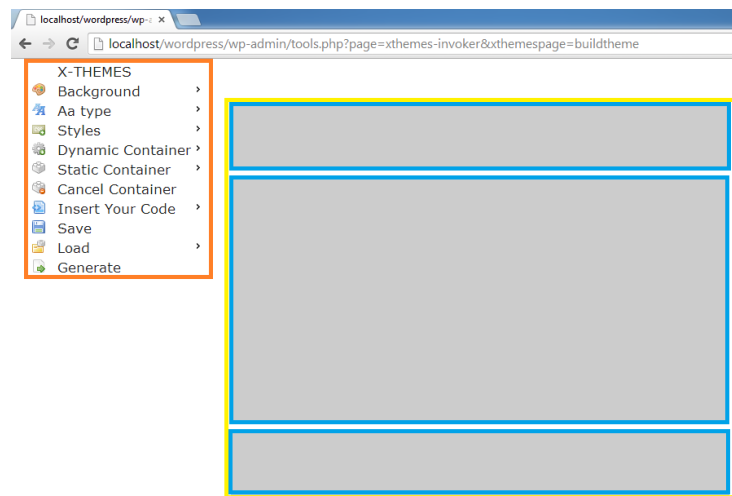 localhost/wordpress/wp-a
localhost/wordpress/wp-admin/tools.php?page=xthemes-invoker&xthemespage=buildtheme
X-THEMES
Background
Aa type
Styles
Dynamic Container
Static Container
Cancel Container
Insert Your Code
Save
Load
Generate